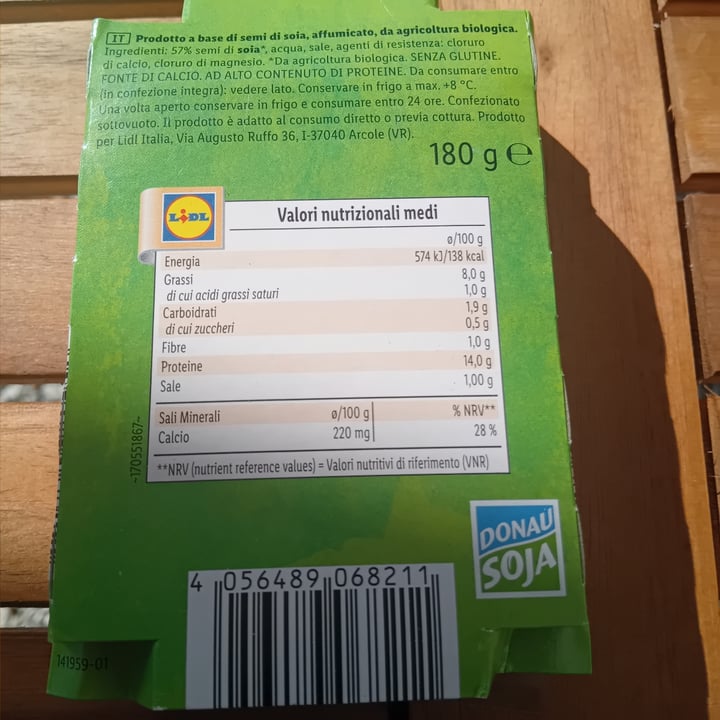 IT Prodotto a base di semi di soia, affumicato, da agricoltura biologica.
Ingredienti: 57% semi di soia*, acqua, sale, agenti di resistenza: cloruro
di calcio, cloruro di magnesio. *Da agricoltura biologica. SENZA GLUTINE.
FONTE DI CALCIO. AD ALTO CONTENUTO DI PROTEINE. Da consumare entro
(in confezione integra): vedere lato. Conservare in frigo a max. +8 °C.
Una volta aperto conservare in frigo e consumare entro 24 ore. Confezionato
sottovuoto. Il prodotto è adatto al consumo diretto o previa cottura. Prodotto
per Lidl Italia, Via Augusto Ruffo 36, I-37040 Arcole (VR).
180 g ℮
LIDL
Valori nutrizionali medi
ø/100 g
Energia 574 kJ/138 kcal
Grassi 8,0 g
di cui acidi grassi saturi 1,0 g
Carboidrati 1,9 g
di cui zuccheri 0,5 g
Fibre 1,0 g
Proteine 14,0 g
Sale 1,00 g
Sali Minerali ø/100 g % NRV**
Calcio 220 mg 28 %
**NRV (nutrient reference values) = Valori nutritivi di riferimento (VNR)
-170551867-
DONAU
SOJA
4 056489 068211
141959-01